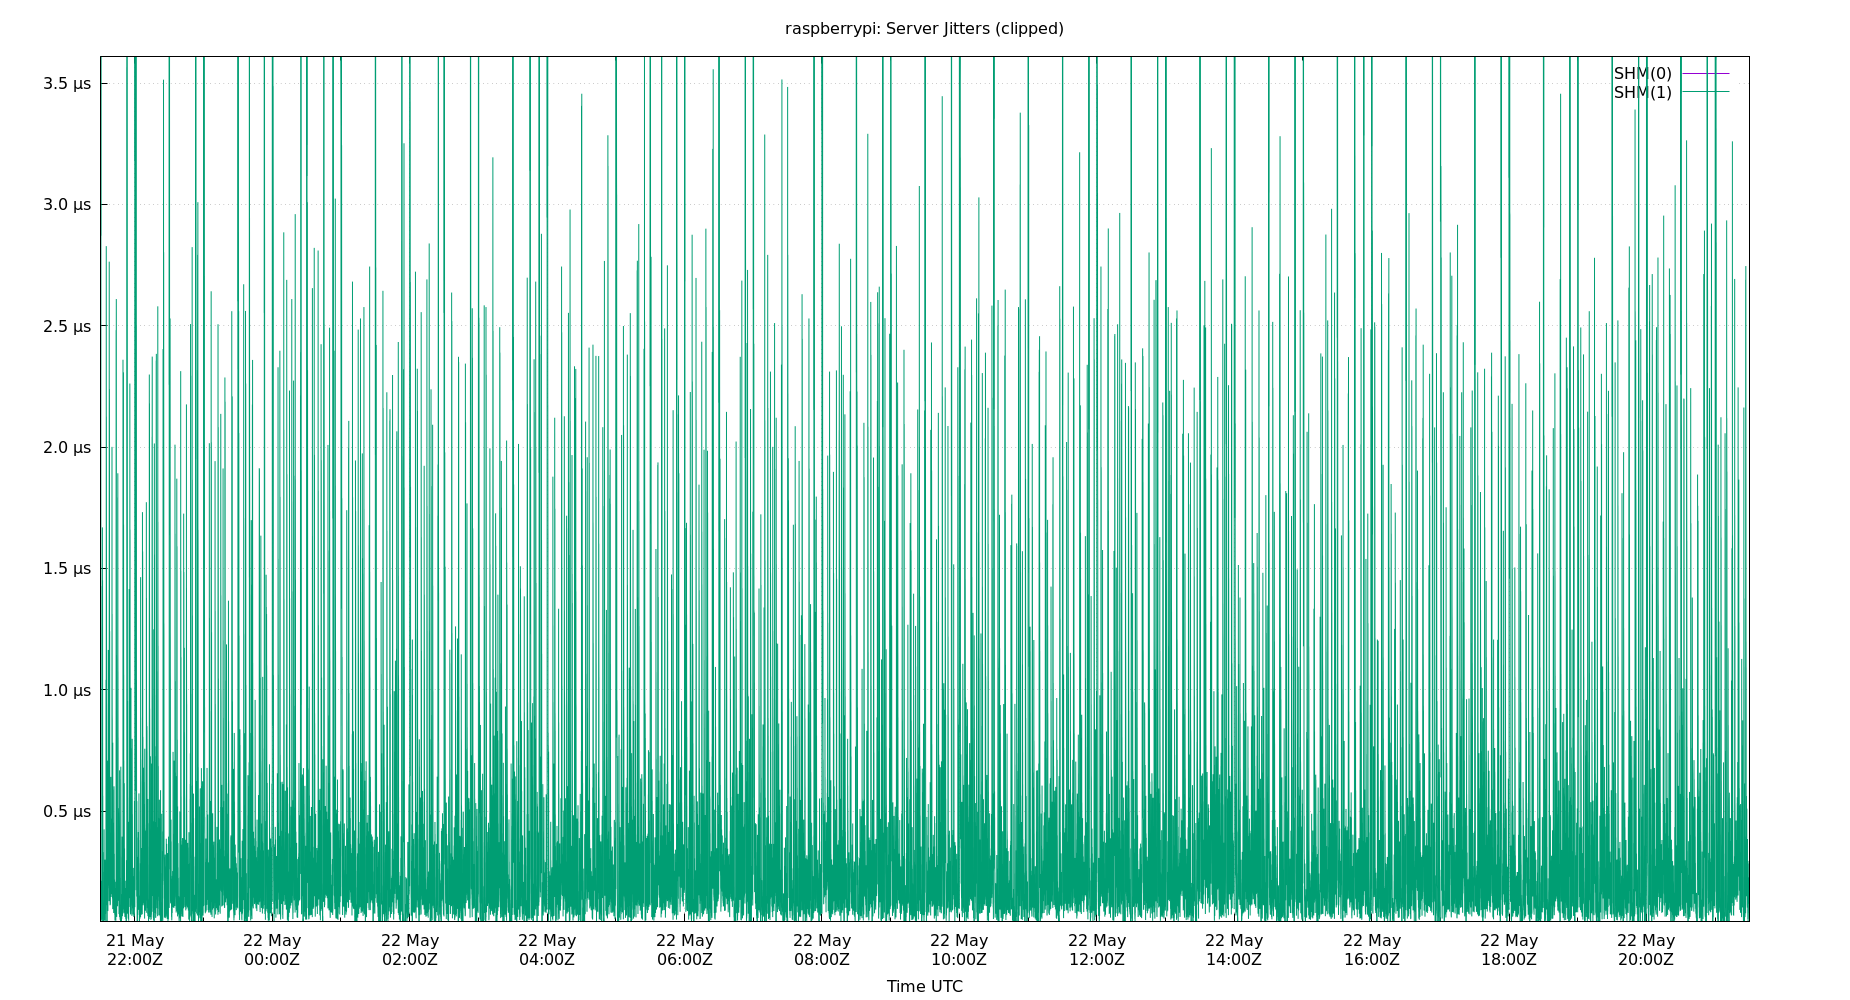 raspberrypi: Server Jitters (clipped)
SHM(0)
SHM(1)
3.5 µs
3.0 µs
2.5 µs
2.0 µs
1.5 µs
1.0 µs
0.5 µs
21 May 22 May 22 May 22 May 22 May 22 May 22 May 22 May 22 May 22 May 22 May 22 May
22:00Z 00:00Z 02:00Z 04:00Z 06:00Z 08:00Z 10:00Z 12:00Z 14:00Z 16:00Z 18:00Z 20:00Z
Time UTC